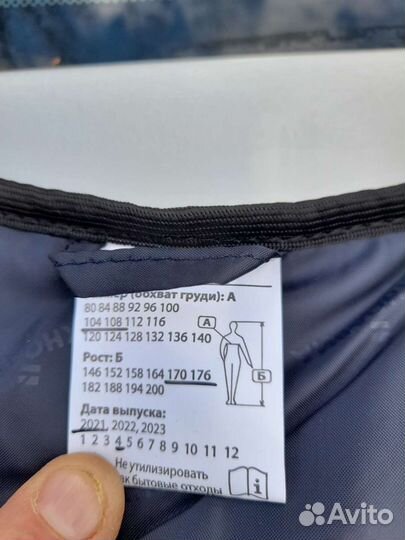 (обхват груди): А
80 84 88 92 96 100
104 108 112 116
120 124 128 132 136 140
Рост: Б
146 152 158 164 170 176
182 188 194 200
Дата выпуска:
2021, 2022, 2023
1 2 3 4 5 6 7 8 9 10 11 12
Не утилизировать
как бытовые отходы
А
Б
i
Avito